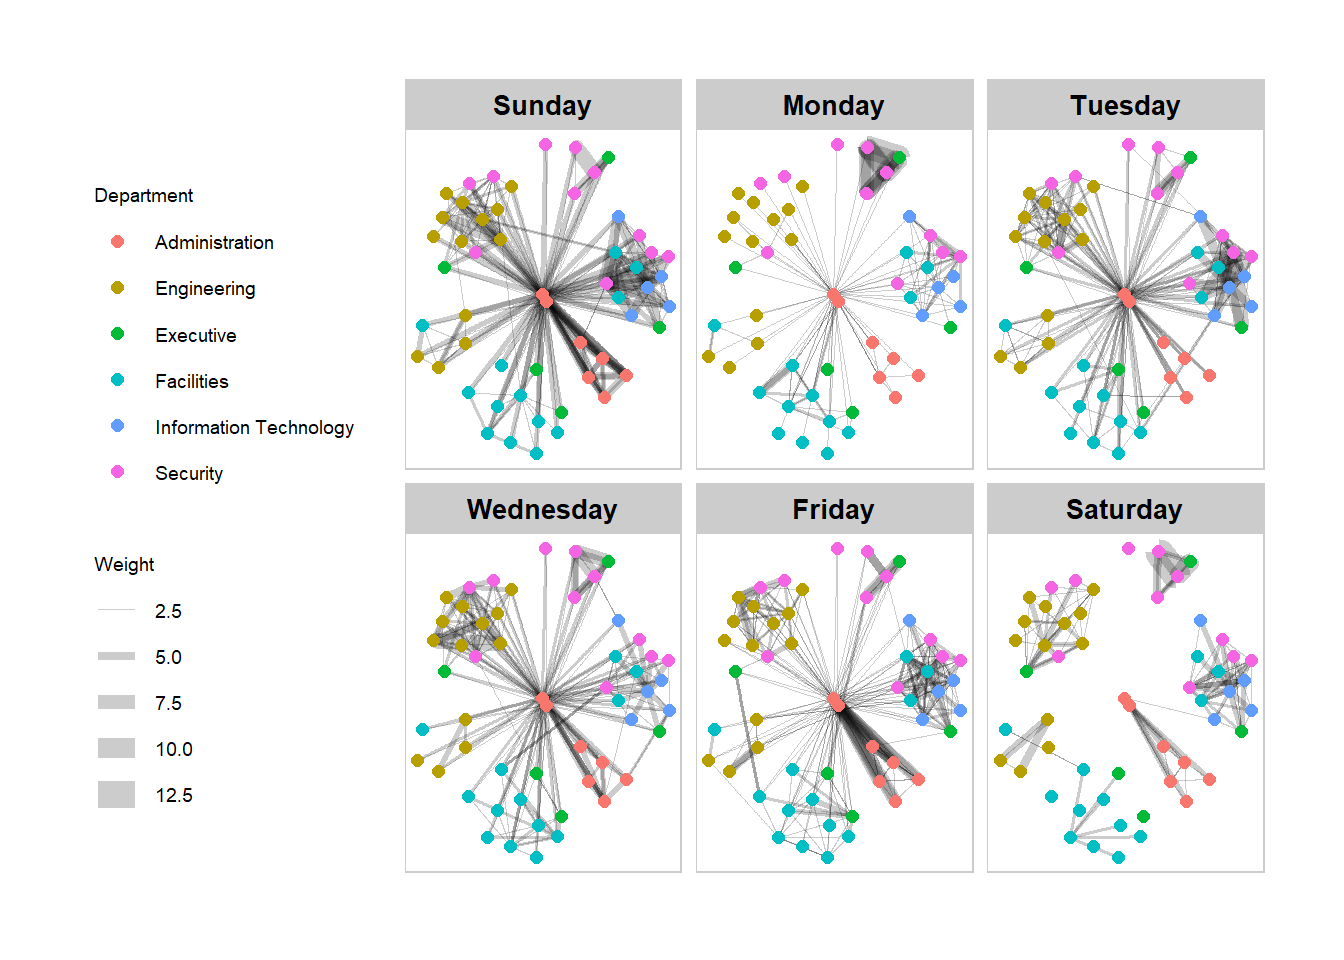 Sunday
Monday
Tuesday
Department
Administration
Engineering
Executive
Facilities
Information Technology
Security
Wednesday
Friday
Saturday
Weight
2.5
5.0
7.5
10.0
12.5